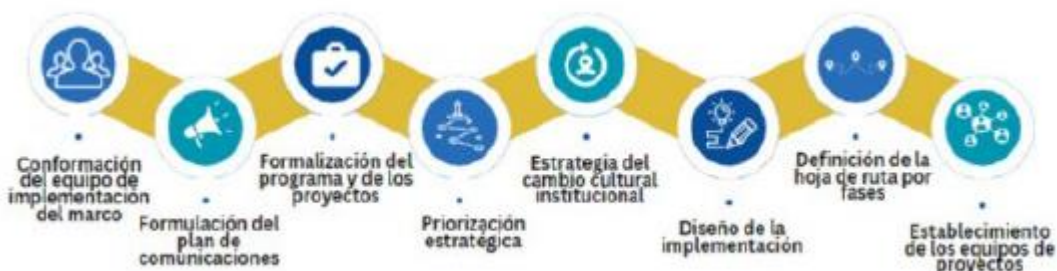 Conformación
del equipo de
implementación
del marco
Formulación del
plan de
comunicaciones
Formalización del
programa y de los
proyectos
Priorización
estratégica
Estrategia del
cambio cultural
institucional
Diseño de la
implementación
Definición de la
hoja de ruta por
fases
Establecimiento
de los equipos de
proyectos